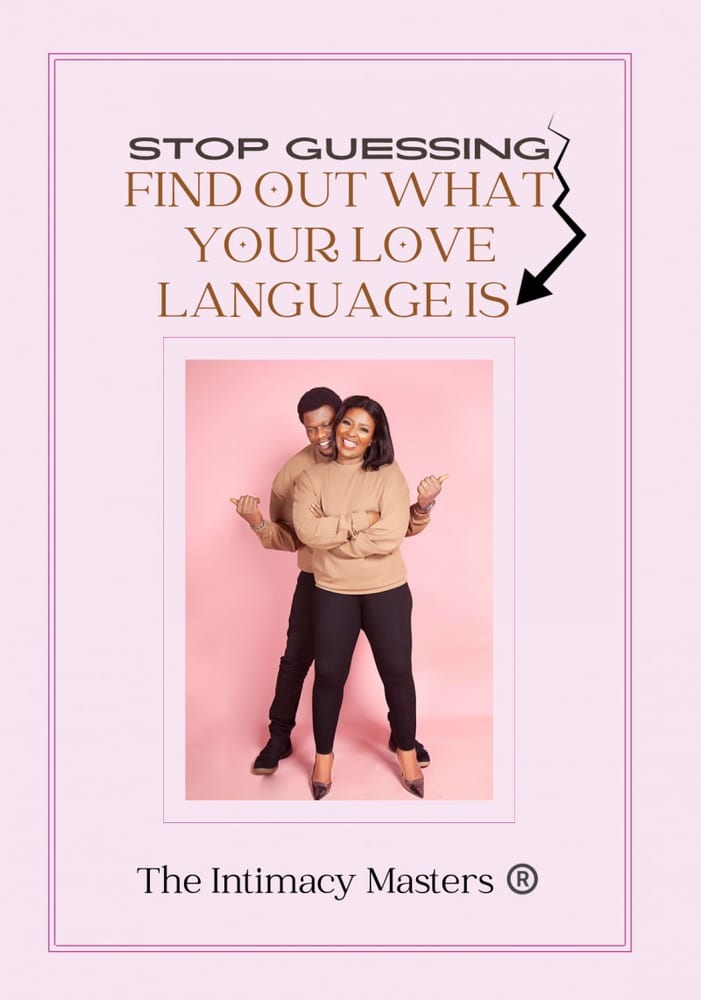 STOP GUESSING
FIND OUT WHAT
YOUR LOVE
LANGUAGE IS
The Intimacy Masters ®